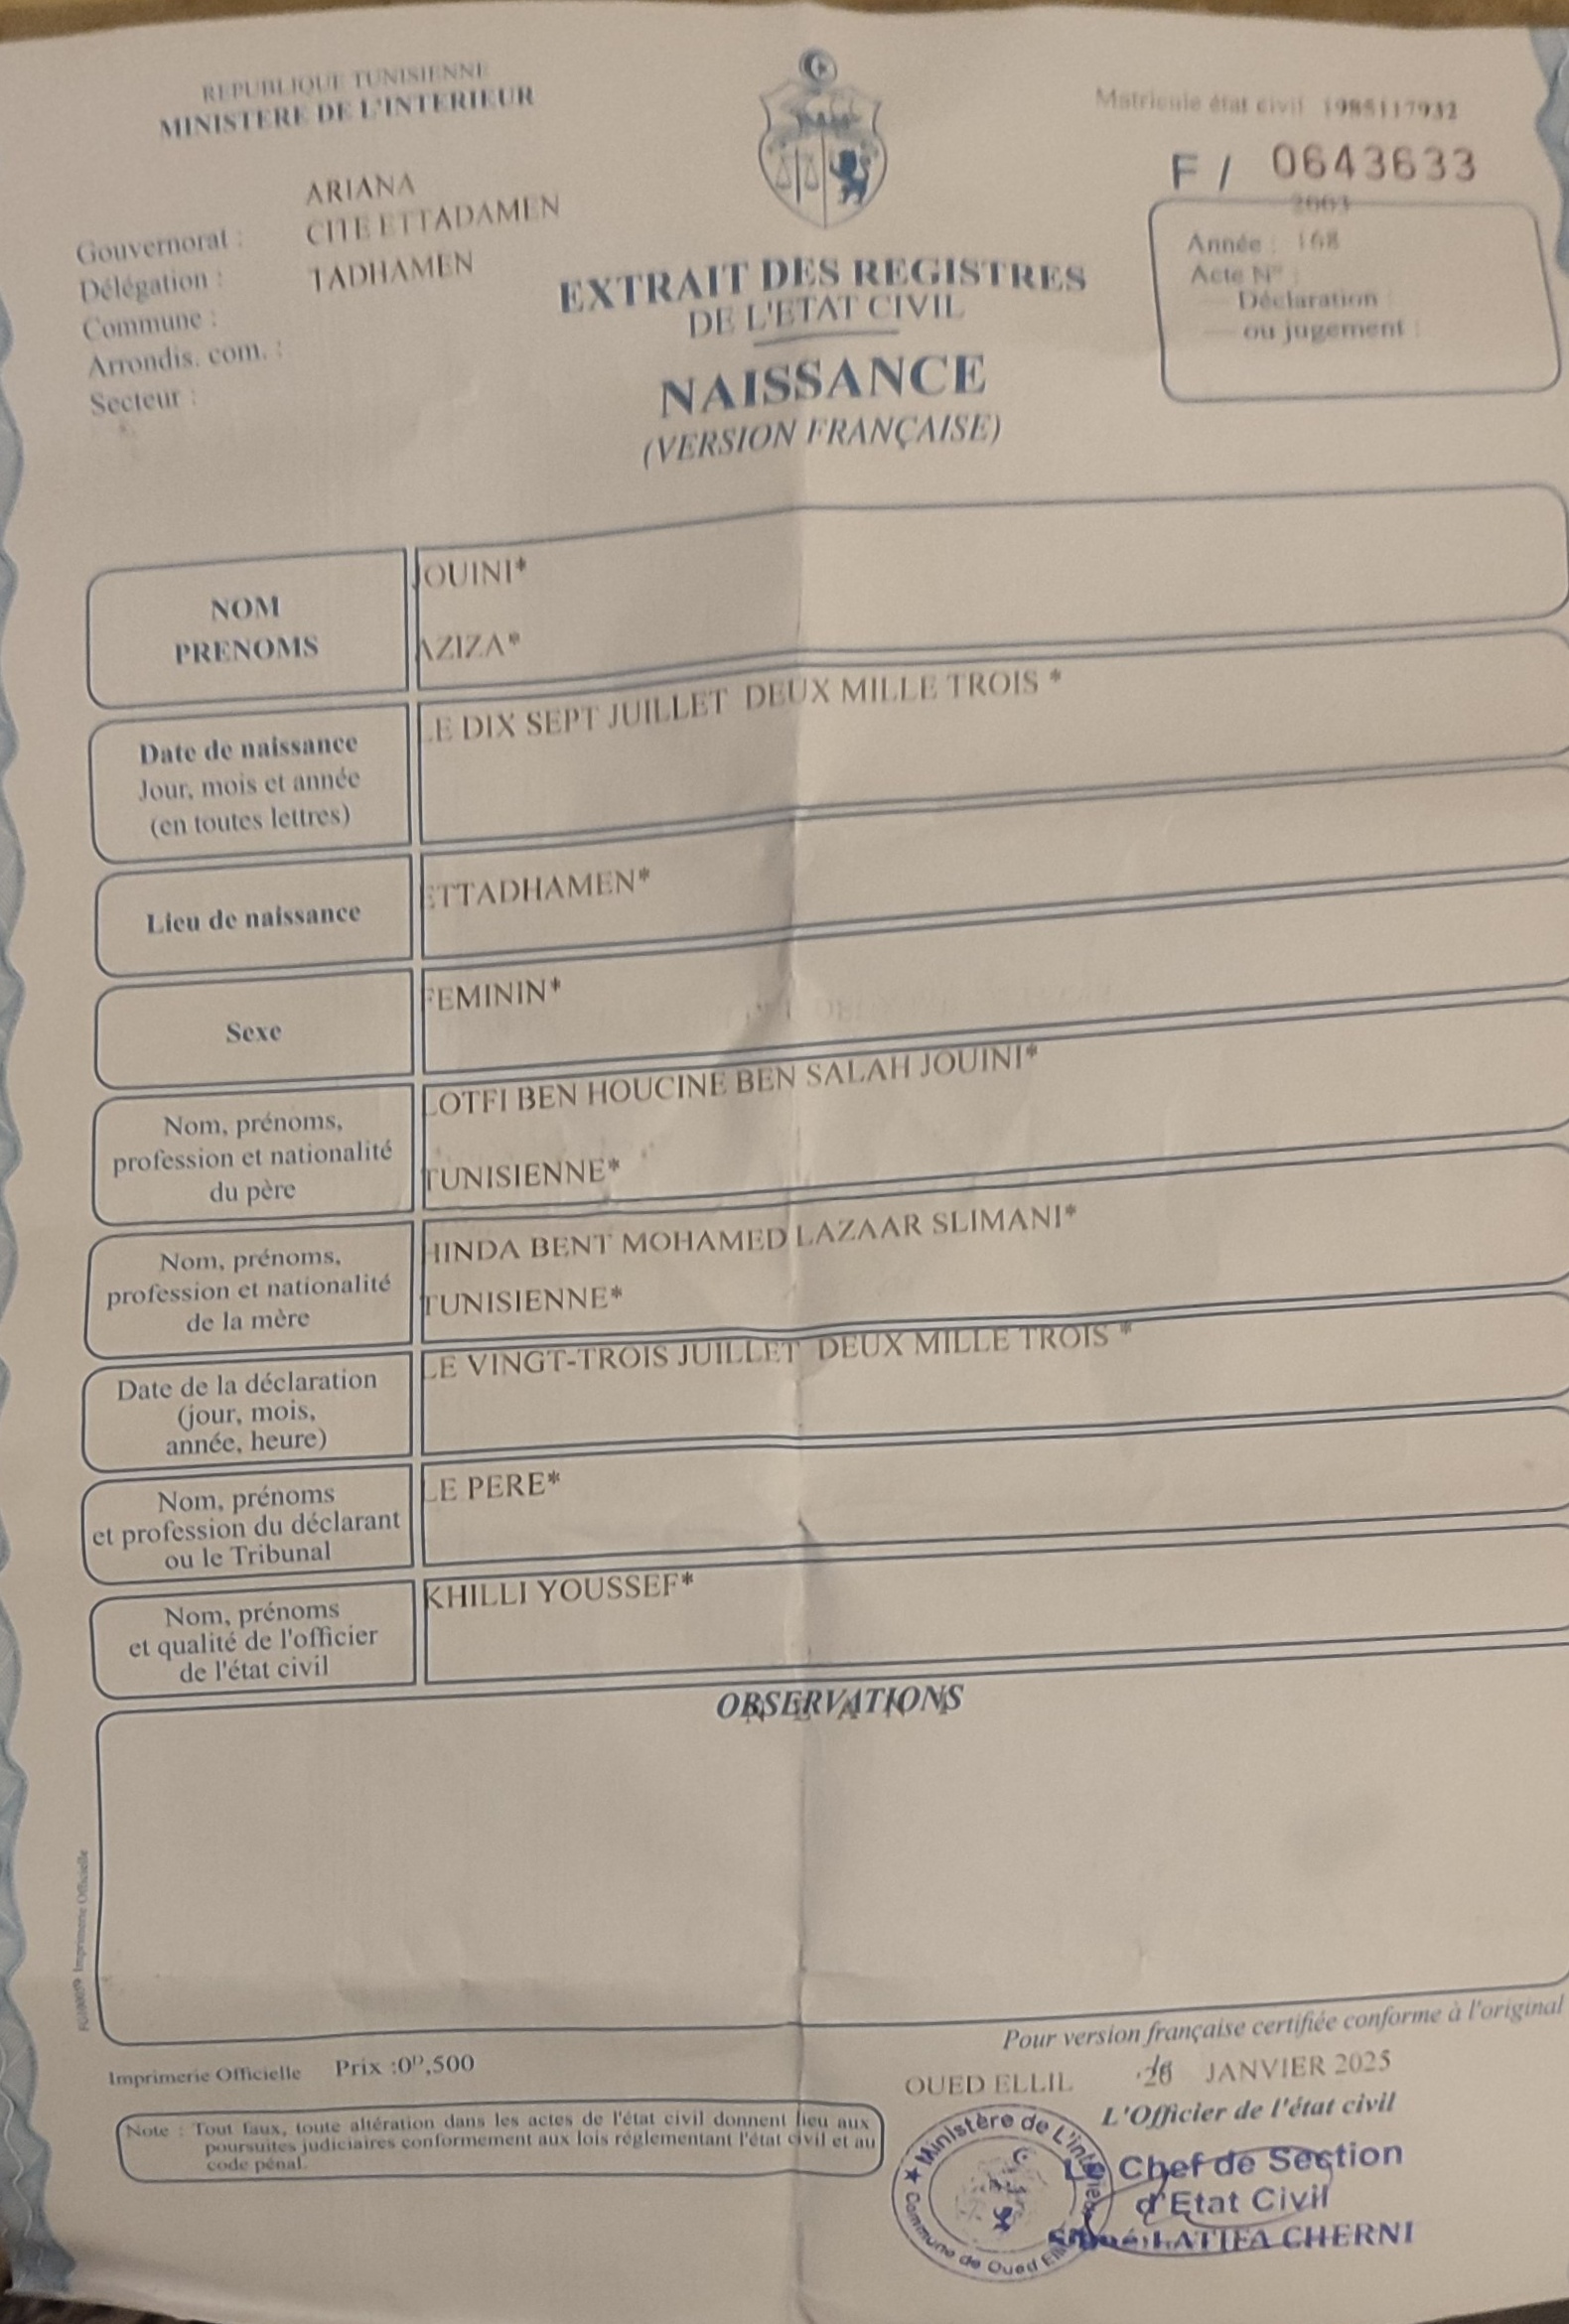 REPUBLIQUE TUNISIENNE
MINISTERE DE L'INTERIEUR
Matricule état civil 1985117932
F / 0643633
ARIANA
CITE ETTADAMEN
TADHAMEN
Gouvernorat :
Délégation :
Commune :
Arrondis. com. :
Secteur :
2003
Année : 168
Acte N° :
Déclaration :
ou jugement :
EXTRAIT DES REGISTRES
DE L'ETAT CIVIL
NAISSANCE
(VERSION FRANÇAISE)
NOM
PRENOMS
JOUINI*
AZIZA*
Date de naissance
Jour, mois et année
(en toutes lettres)
LE DIX SEPT JUILLET DEUX MILLE TROIS *
Lieu de naissance
ETTADHAMEN*
Sexe
FEMININ*
Nom, prénoms,
profession et nationalité
du père
LOTFI BEN HOUCINE BEN SALAH JOUINI*
TUNISIENNE*
Nom, prénoms,
profession et nationalité
de la mère
HINDA BENT MOHAMED LAZAAR SLIMANI*
TUNISIENNE*
Date de la déclaration
(jour, mois,
année, heure)
LE VINGT-TROIS JUILLET DEUX MILLE TROIS *
Nom, prénoms
et profession du déclarant
ou le Tribunal
LE PERE*
Nom, prénoms
et qualité de l'officier
de l'état civil
KHILLI YOUSSEF*
OBSERVATIONS
N E A N T
Imprimerie Officielle
Pour version française certifiée conforme à l'original
Imprimerie Officielle Prix :0ᴰ,500
OUED ELLIL JANVIER 2025
L'Officier de l'état civil
Note : Tout faux, toute altération dans les actes de l'état civil donnent lieu aux
poursuites judiciaires conformement aux lois réglementant l'état civil et au
code pénal.
★ Ministère de L'intérieur
Commune de Oued Ellil
Le Chef de Section
d'Etat Civil
Signé: LATIFA CHERNI